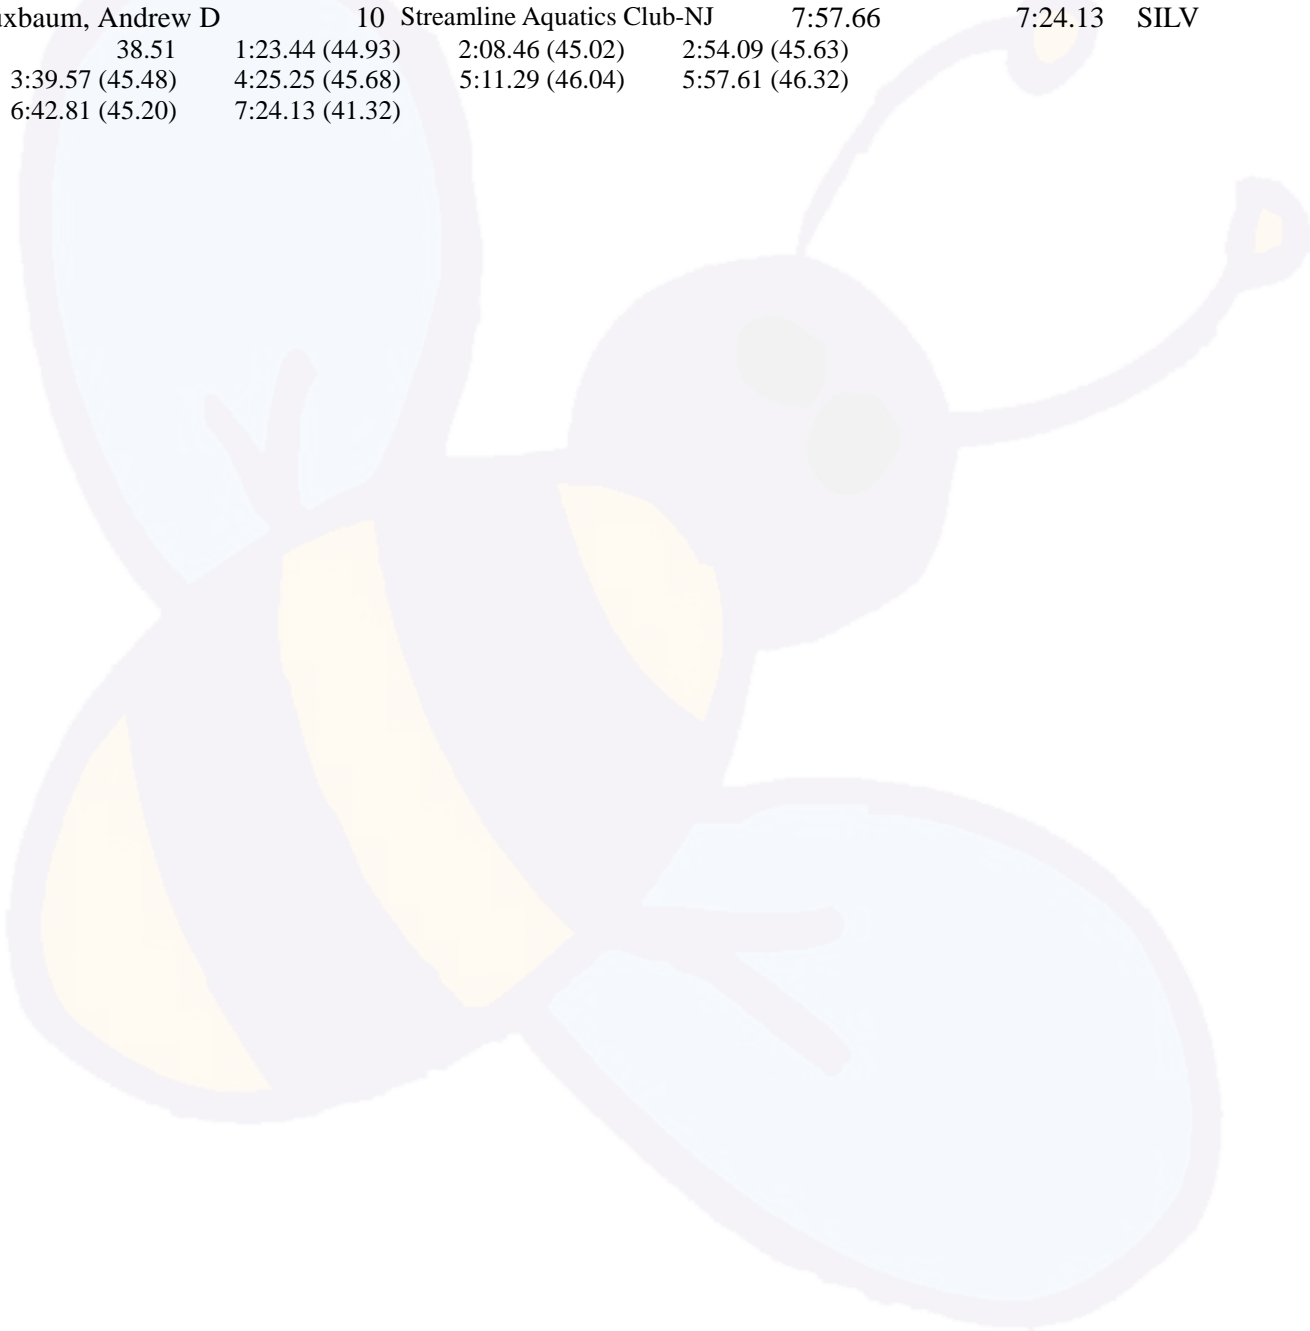 uxbaum, Andrew D 10 Streamline Aquatics Club-NJ 7:57.66 7:24.13 SILV
38.51 1:23.44 (44.93) 2:08.46 (45.02) 2:54.09 (45.63)
3:39.57 (45.48) 4:25.25 (45.68) 5:11.29 (46.04) 5:57.61 (46.32)
6:42.81 (45.20) 7:24.13 (41.32)